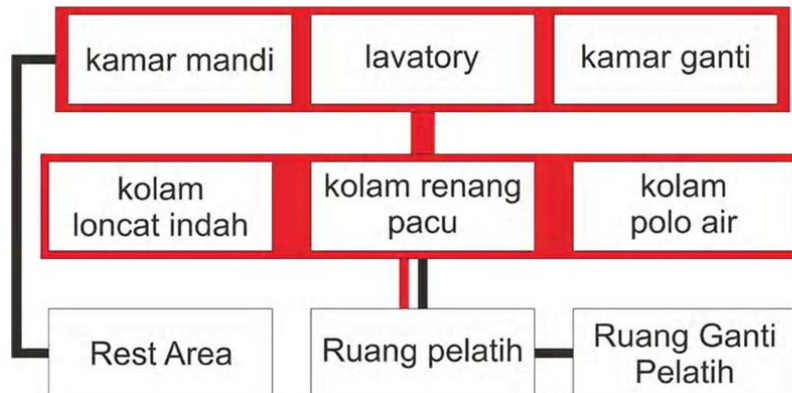 kamar mandi
lavatory
kamar ganti
kolam
loncat indah
kolam renang
pacu
kolam
polo air
Rest Area
Ruang pelatih
Ruang Ganti
Pelatih